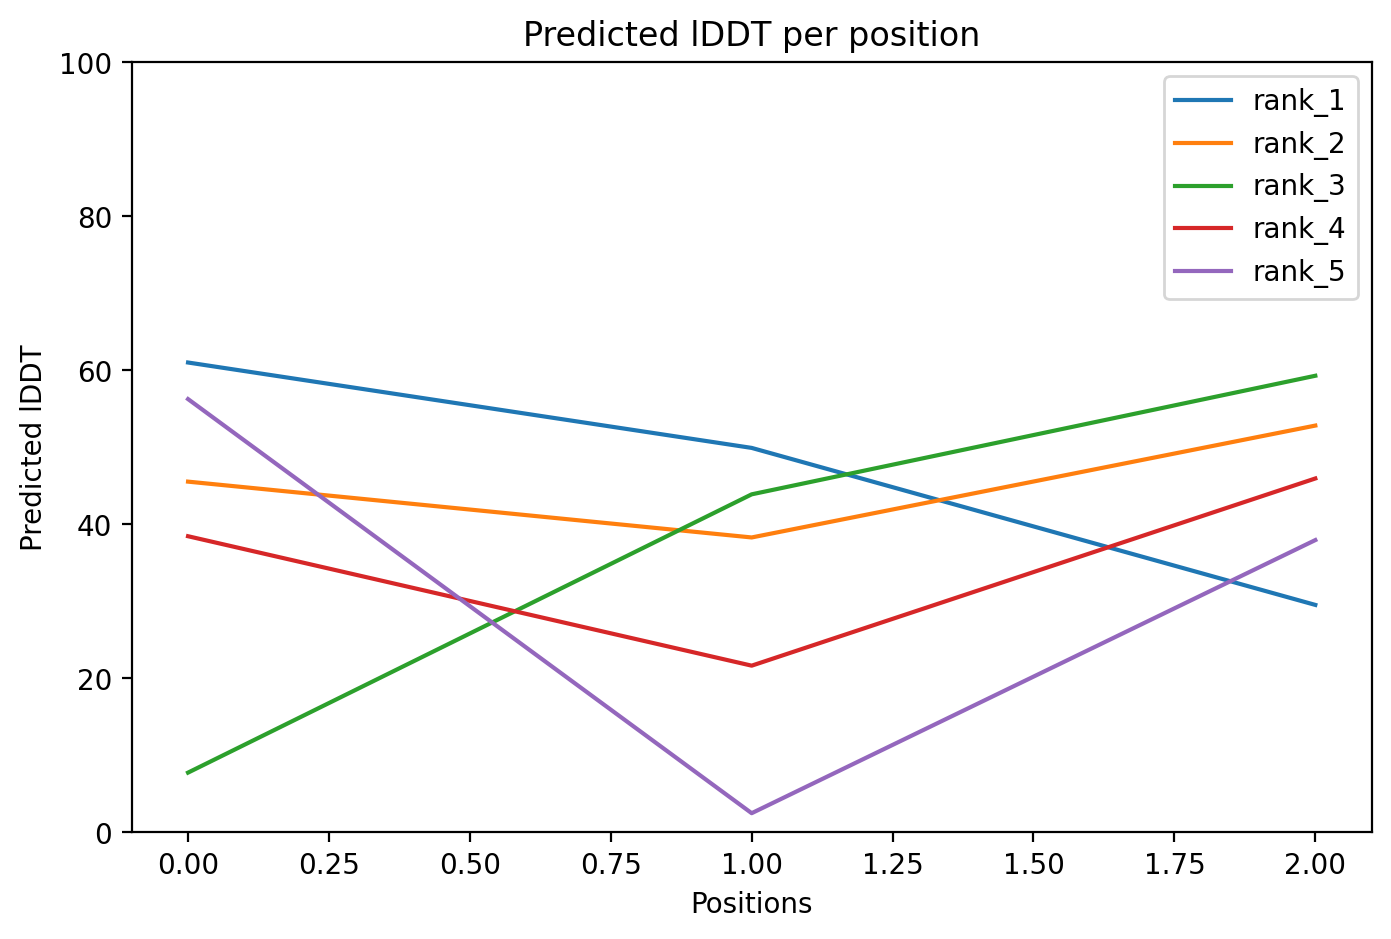 Predicted lDDT per position
100
80
60
40
20
0
Predicted lDDT
rank_1
rank_2
rank_3
rank_4
rank_5
0.00 0.25 0.50 0.75 1.00 1.25 1.50 1.75 2.00
Positions